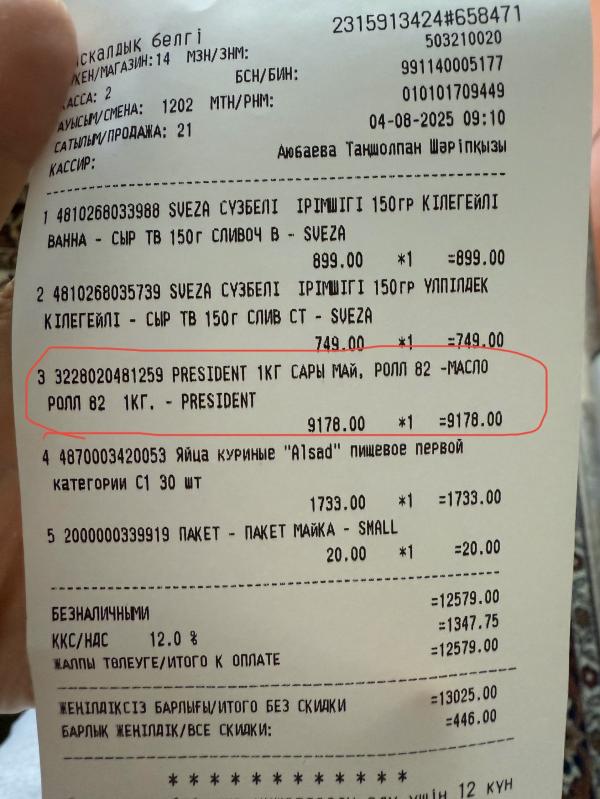 2315913424#658471
скалдық белгі 503210020
КЕН/МАГАЗИН:14 МЗН/ЗНМ:
БСН/БИН: 991140005177
КАССА: 2
АУЫСЫМ/СМЕНА: 1202 МТН/РНМ: 010101709449
САТЫЛЫМ/ПРОДАЖА: 21 04-08-2025 09:10
КАССИР: Аюбаева Таңшолпан Шәріпқызы
1 4810268033988 SVEZA СҮЗБЕЛІ ІРІМШІГІ 150ГР КІЛЕГЕЙЛІ
ВАННА - СЫР ТВ 150г СЛИВОЧ В - SVEZA
899.00 *1 =899.00
2 4810268035739 SVEZA СҮЗБЕЛІ ІРІМШІГІ 150ГР ҮЛПІЛДЕК
КІЛЕГЕЙЛІ - СЫР ТВ 150г СЛИВ СТ - SVEZA
749.00 *1 =749.00
3 3228020481259 PRESIDENT 1КГ САРЫ МАЙ, РОЛЛ 82 -МАСЛО
РОЛЛ 82 1КГ. - PRESIDENT
9178.00 *1 =9178.00
4 4870003420053 Яйца куриные "Alsad" пищевое первой
категории С1 30 шт
1733.00 *1 =1733.00
5 2000000339919 ПАКЕТ - ПАКЕТ МАЙКА - SMALL
20.00 *1 =20.00
БЕЗНАЛИЧНЫМИ =12579.00
ККС/НДС 12.0 % =1347.75
ЖАЛПЫ ТӨЛЕУГЕ/ИТОГО К ОПЛАТЕ =12579.00
ЖЕҢІЛДІКСІЗ БАРЛЫҒЫ/ИТОГО БЕЗ СКИДКИ =13025.00
БАРЛЫҚ ЖЕҢІЛДІК/ВСЕ СКИДКИ: =446.00
* * * * * * * * * * * *
үшін 12 күн